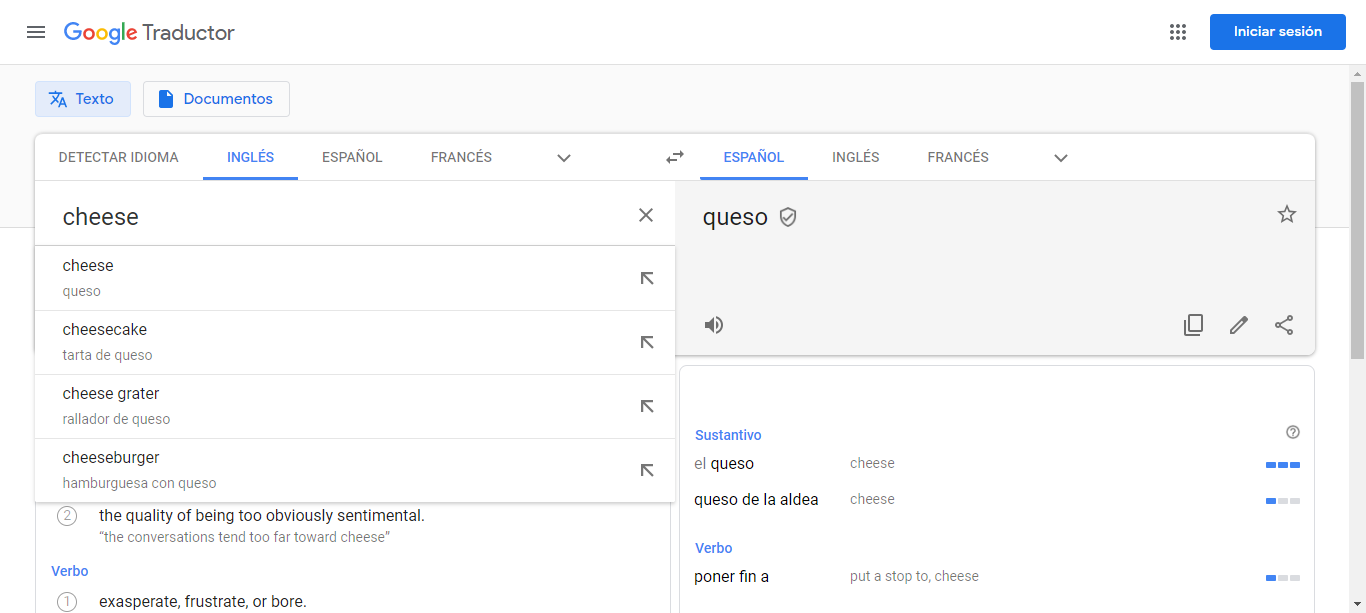 Google Traductor
Iniciar sesión
Texto
Documentos
DETECTAR IDIOMA INGLÉS ESPAÑOL FRANCÉS
ESPAÑOL INGLÉS FRANCÉS
cheese
queso
cheese
queso
cheesecake
tarta de queso
cheese grater
rallador de queso
cheeseburger
hamburguesa con queso
2 the quality of being too obviously sentimental.
“the conversations tend too far toward cheese”
Verbo
1 exasperate, frustrate, or bore.
Sustantivo
el queso cheese
queso de la aldea cheese
Verbo
poner fin a put a stop to, cheese